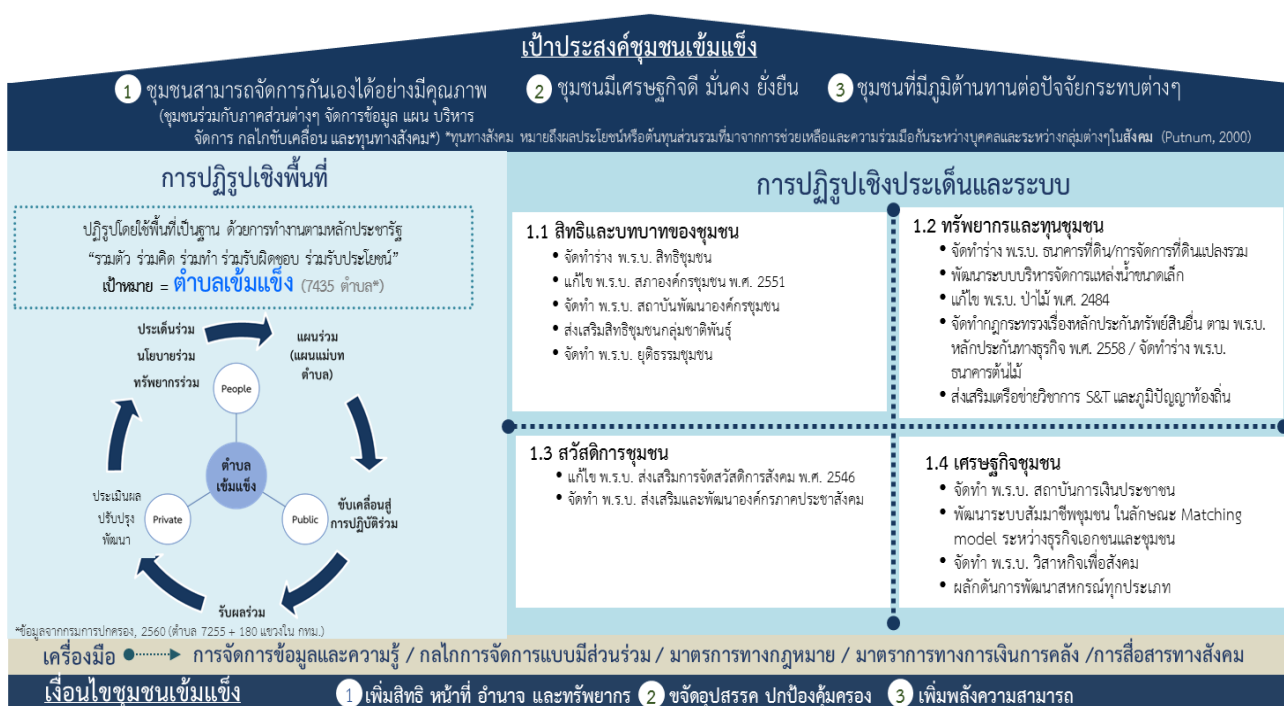 เป้าประสงค์ชุมชนเข้มแข็ง
1 ชุมชนสามารถจัดการกันเองได้อย่างมีคุณภาพ
(ชุมชนร่วมกับภาคส่วนต่างๆ จัดการข้อมูล แผน บริหาร
จัดการ กลไกขับเคลื่อน และทุนทางสังคม*)
2 ชุมชนมีเศรษฐกิจดี มั่นคง ยั่งยืน
3 ชุมชนที่มีภูมิต้านทานต่อปัจจัยกระทบต่างๆ
*ทุนทางสังคม หมายถึงผลประโยชน์หรือต้นทุนส่วนรวมที่มาจากการช่วยเหลือและความร่วมมือกันระหว่างบุคคลและระหว่างกลุ่มต่างๆในสังคม (Putnum, 2000)
การปฏิรูปเชิงพื้นที่
ปฏิรูปโดยใช้พื้นที่เป็นฐาน ด้วยการทำงานตามหลักประชารัฐ
“รวมตัว ร่วมคิด ร่วมทำ ร่วมรับผิดชอบ ร่วมรับประโยชน์”
เป้าหมาย = ตำบลเข้มแข็ง (7435 ตำบล*)
ประเด็นร่วม
นโยบายร่วม
ทรัพยากรร่วม
แผนร่วม
(แผนแม่บท
ตำบล)
People
ตำบล
เข้มแข็ง
Private
Public
ประเมินผล
ปรับปรุง
พัฒนา
ขับเคลื่อนสู่
การปฏิบัติร่วม
รับผลร่วม
*ข้อมูลจากกรมการปกครอง, 2560 (ตำบล 7255 + 180 แขวงใน กทม.)
การปฏิรูปเชิงประเด็นและระบบ
1.1 สิทธิและบทบาทของชุมชน
• จัดทำร่าง พ.ร.บ. สิทธิชุมชน
• แก้ไข พ.ร.บ. สภาองค์กรชุมชน พ.ศ. 2551
• จัดทำ พ.ร.บ. สถาบันพัฒนาองค์กรชุมชน
• ส่งเสริมสิทธิชุมชนกลุ่มชาติพันธุ์
• จัดทำ พ.ร.บ. ยุติธรรมชุมชน
1.2 ทรัพยากรและทุนชุมชน
• จัดทำร่าง พ.ร.บ. ธนาคารที่ดิน/การจัดการที่ดินแปลงรวม
• พัฒนาระบบบริหารจัดการแหล่งน้ำขนาดเล็ก
• แก้ไข พ.ร.บ. ป่าไม้ พ.ศ. 2484
• จัดทำกฎกระทรวงเรื่องหลักประกันทรัพย์สินอื่น ตาม พ.ร.บ.
หลักประกันทางธุรกิจ พ.ศ. 2558 / จัดทำร่าง พ.ร.บ.
ธนาคารต้นไม้
• ส่งเสริมเครือข่ายวิชาการ S&T และภูมิปัญญาท้องถิ่น
1.3 สวัสดิการชุมชน
• แก้ไข พ.ร.บ. ส่งเสริมการจัดสวัสดิการสังคม พ.ศ. 2546
• จัดทำ พ.ร.บ. ส่งเสริมและพัฒนาองค์กรภาคประชาสังคม
1.4 เศรษฐกิจชุมชน
• จัดทำ พ.ร.บ. สถาบันการเงินประชาชน
• พัฒนาระบบสัมมาชีพชุมชน ในลักษณะ Matching
model ระหว่างธุรกิจเอกชนและชุมชน
• จัดทำ พ.ร.บ. วิสาหกิจเพื่อสังคม
• ผลักดันการพัฒนาสหกรณ์ทุกประเภท
เครื่องมือ การจัดการข้อมูลและความรู้ / กลไกการจัดการแบบมีส่วนร่วม / มาตรการทางกฎหมาย / มาตราการทางการเงินการคลัง /การสื่อสารทางสังคม
เงื่อนไขชุมชนเข้มแข็ง 1 เพิ่มสิทธิ หน้าที่ อำนาจ และทรัพยากร 2 ขจัดอุปสรรค ปกป้องคุ้มครอง 3 เพิ่มพลังความสามารถ